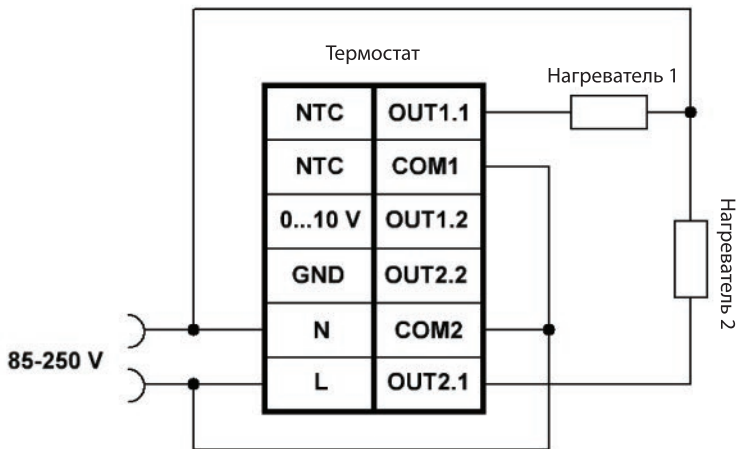 Термостат
Нагреватель 1
NTC OUT1.1
NTC COM1
0...10 V OUT1.2
GND OUT2.2
N COM2
L OUT2.1
85-250 V
Нагреватель 2